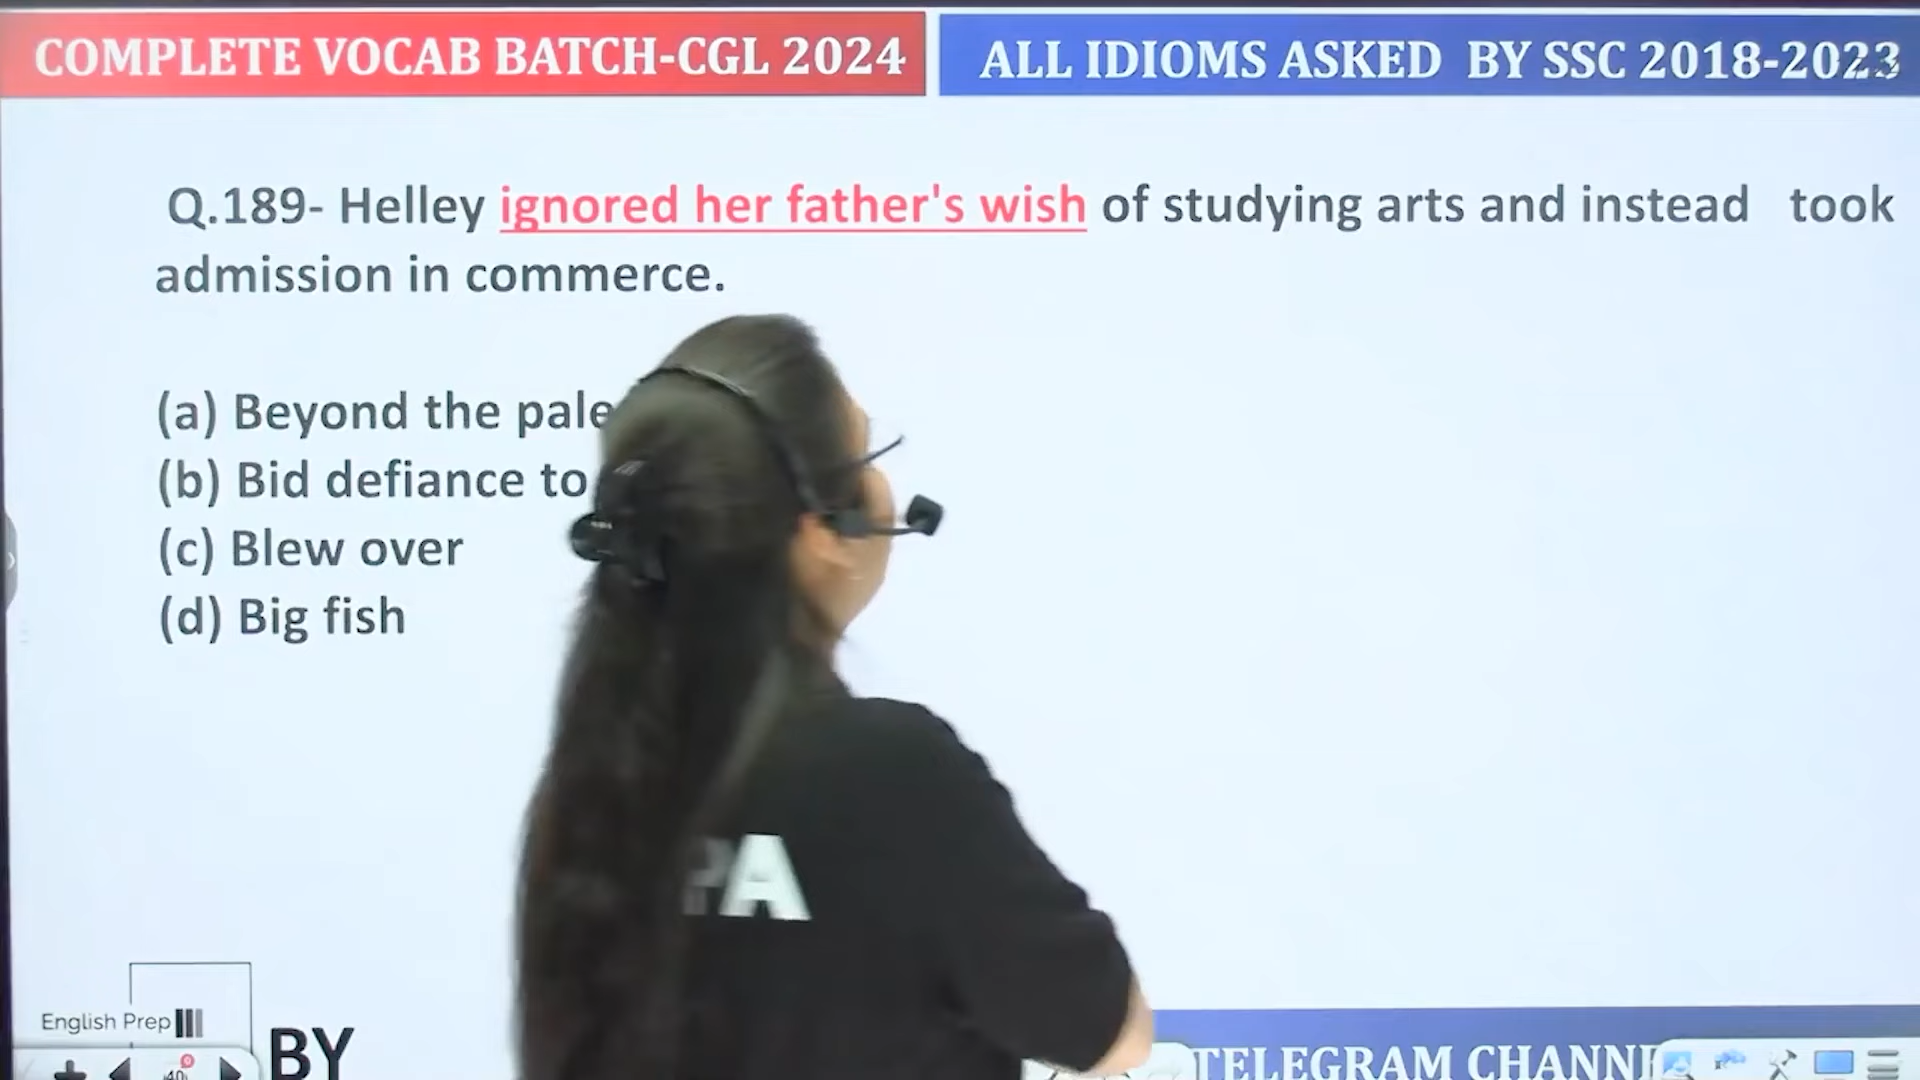 COMPLETE VOCAB BATCH-CGL 2024
ALL IDIOMS ASKED BY SSC 2018-2023
Q.189- Helley ignored her father's wish of studying arts and instead took
admission in commerce.
(a) Beyond the pale
(b) Bid defiance to
(c) Blew over
(d) Big fish
A
English Prep
BY
TELEGRAM
40